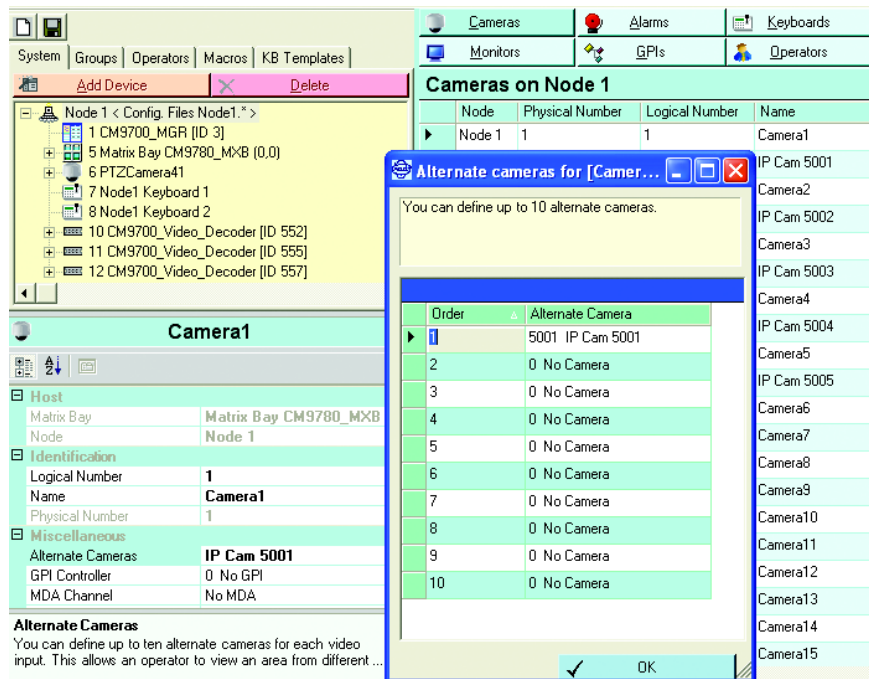 System Groups Operators Macros KB Templates
Add Device Delete
Node 1 < Config. Files Node1.* >
1 CM9700_MGR [ID 3]
5 Matrix Bay CM9780_MXB (0,0)
6 PTZCamera41
7 Node1 Keyboard 1
8 Node1 Keyboard 2
10 CM9700_Video_Decoder [ID 552]
11 CM9700_Video_Decoder [ID 555]
12 CM9700_Video_Decoder [ID 557]
Camera1
Host
Matrix Bay Matrix Bay CM9780_MXB
Node Node 1
Identification
Logical Number 1
Name Camera1
Physical Number 1
Miscellaneous
Alternate Cameras IP Cam 5001
GPI Controller 0 No GPI
MDA Channel No MDA
Alternate Cameras
You can define up to ten alternate cameras for each video
input. This allows an operator to view an area from different ...
Cameras Alarms Keyboards
Monitors GPIs Operators
Cameras on Node 1
Node Physical Number Logical Number Name
Node 1 1 1 Camera1
IP Cam 5001
Camera2
IP Cam 5002
Camera3
IP Cam 5003
Camera4
IP Cam 5004
Camera5
IP Cam 5005
Camera6
Camera7
Camera8
Camera9
Camera10
Camera11
Camera12
Camera13
Camera14
Camera15
Alternate cameras for [Camer...
You can define up to 10 alternate cameras.
Order Alternate Camera
1 5001 IP Cam 5001
2 0 No Camera
3 0 No Camera
4 0 No Camera
5 0 No Camera
6 0 No Camera
7 0 No Camera
8 0 No Camera
9 0 No Camera
10 0 No Camera
OK